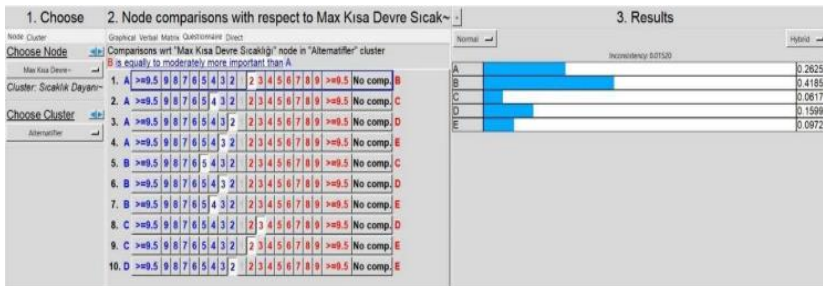 1. Choose
2. Node comparisons with respect to Max Kısa Devre Sıcak~
3. Results
Node Cluster
Graphical Verbal Matrix Questionnaire Direct
Normal
Hybrid
Choose Node
Comparisons wrt "Max Kısa Devre Sıcaklığı" node in "Alternatifler" cluster
B is equally to moderately more important than A
Inconsistency: 0.01520
Max Kısa Devre~
Cluster: Sıcaklık Dayanı~
Choose Cluster
Alternatifler
1. A >=9.5 9 8 7 6 5 4 3 2 2 3 4 5 6 7 8 9 >=9.5 No comp. B
2. A >=9.5 9 8 7 6 5 4 3 2 2 3 4 5 6 7 8 9 >=9.5 No comp. C
3. A >=9.5 9 8 7 6 5 4 3 2 2 3 4 5 6 7 8 9 >=9.5 No comp. D
4. A >=9.5 9 8 7 6 5 4 3 2 2 3 4 5 6 7 8 9 >=9.5 No comp. E
5. B >=9.5 9 8 7 6 5 4 3 2 2 3 4 5 6 7 8 9 >=9.5 No comp. C
6. B >=9.5 9 8 7 6 5 4 3 2 2 3 4 5 6 7 8 9 >=9.5 No comp. D
7. B >=9.5 9 8 7 6 5 4 3 2 2 3 4 5 6 7 8 9 >=9.5 No comp. E
8. C >=9.5 9 8 7 6 5 4 3 2 2 3 4 5 6 7 8 9 >=9.5 No comp. D
9. C >=9.5 9 8 7 6 5 4 3 2 2 3 4 5 6 7 8 9 >=9.5 No comp. E
10. D >=9.5 9 8 7 6 5 4 3 2 2 3 4 5 6 7 8 9 >=9.5 No comp. E
A 0.2625
B 0.4185
C 0.0617
D 0.1599
E 0.0972